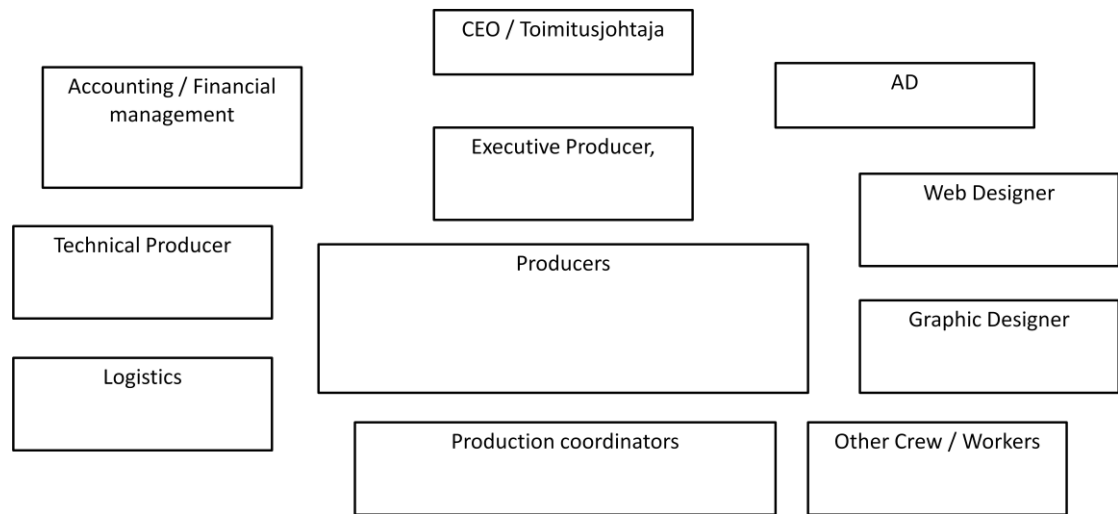 CEO / Toimitusjohtaja
Accounting / Financial
management
AD
Executive Producer,
Web Designer
Technical Producer
Producers
Graphic Designer
Logistics
Production coordinators
Other Crew / Workers